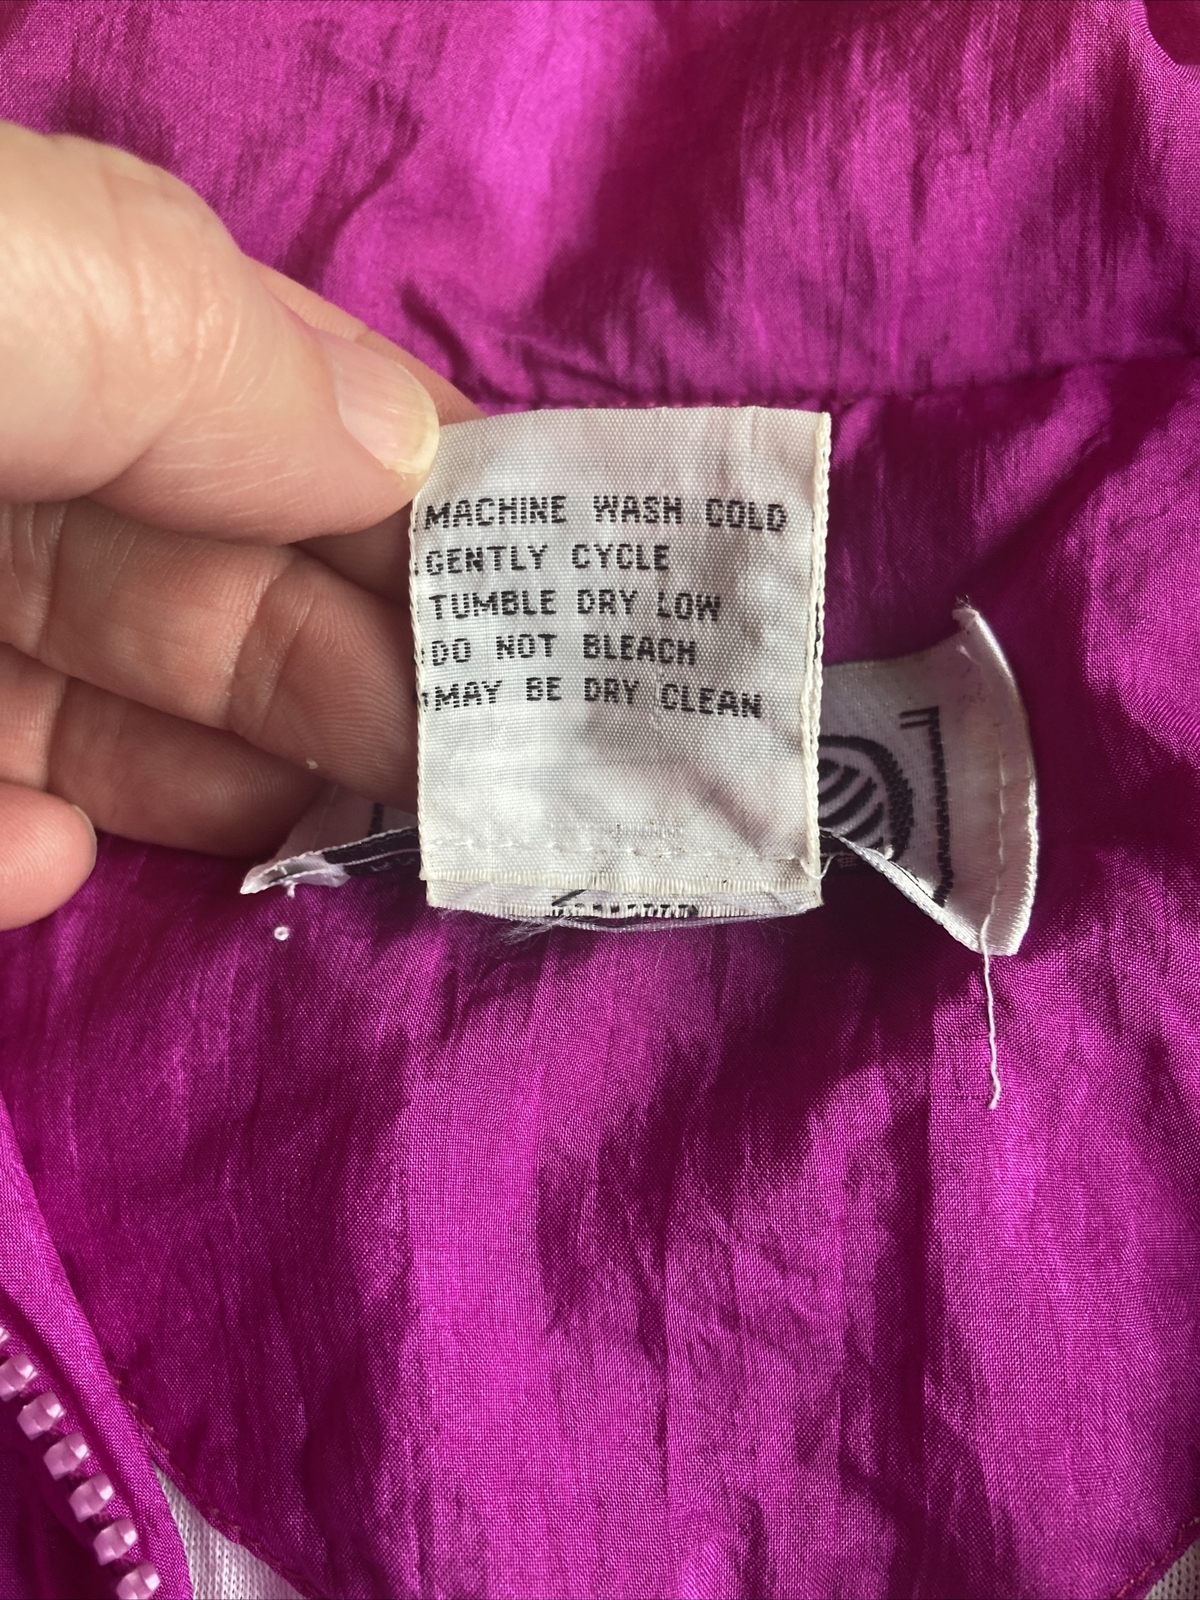 MACHINE WASH COLD
GENTLY CYCLE
TUMBLE DRY LOW
DO NOT BLEACH
MAY BE DRY CLEAN